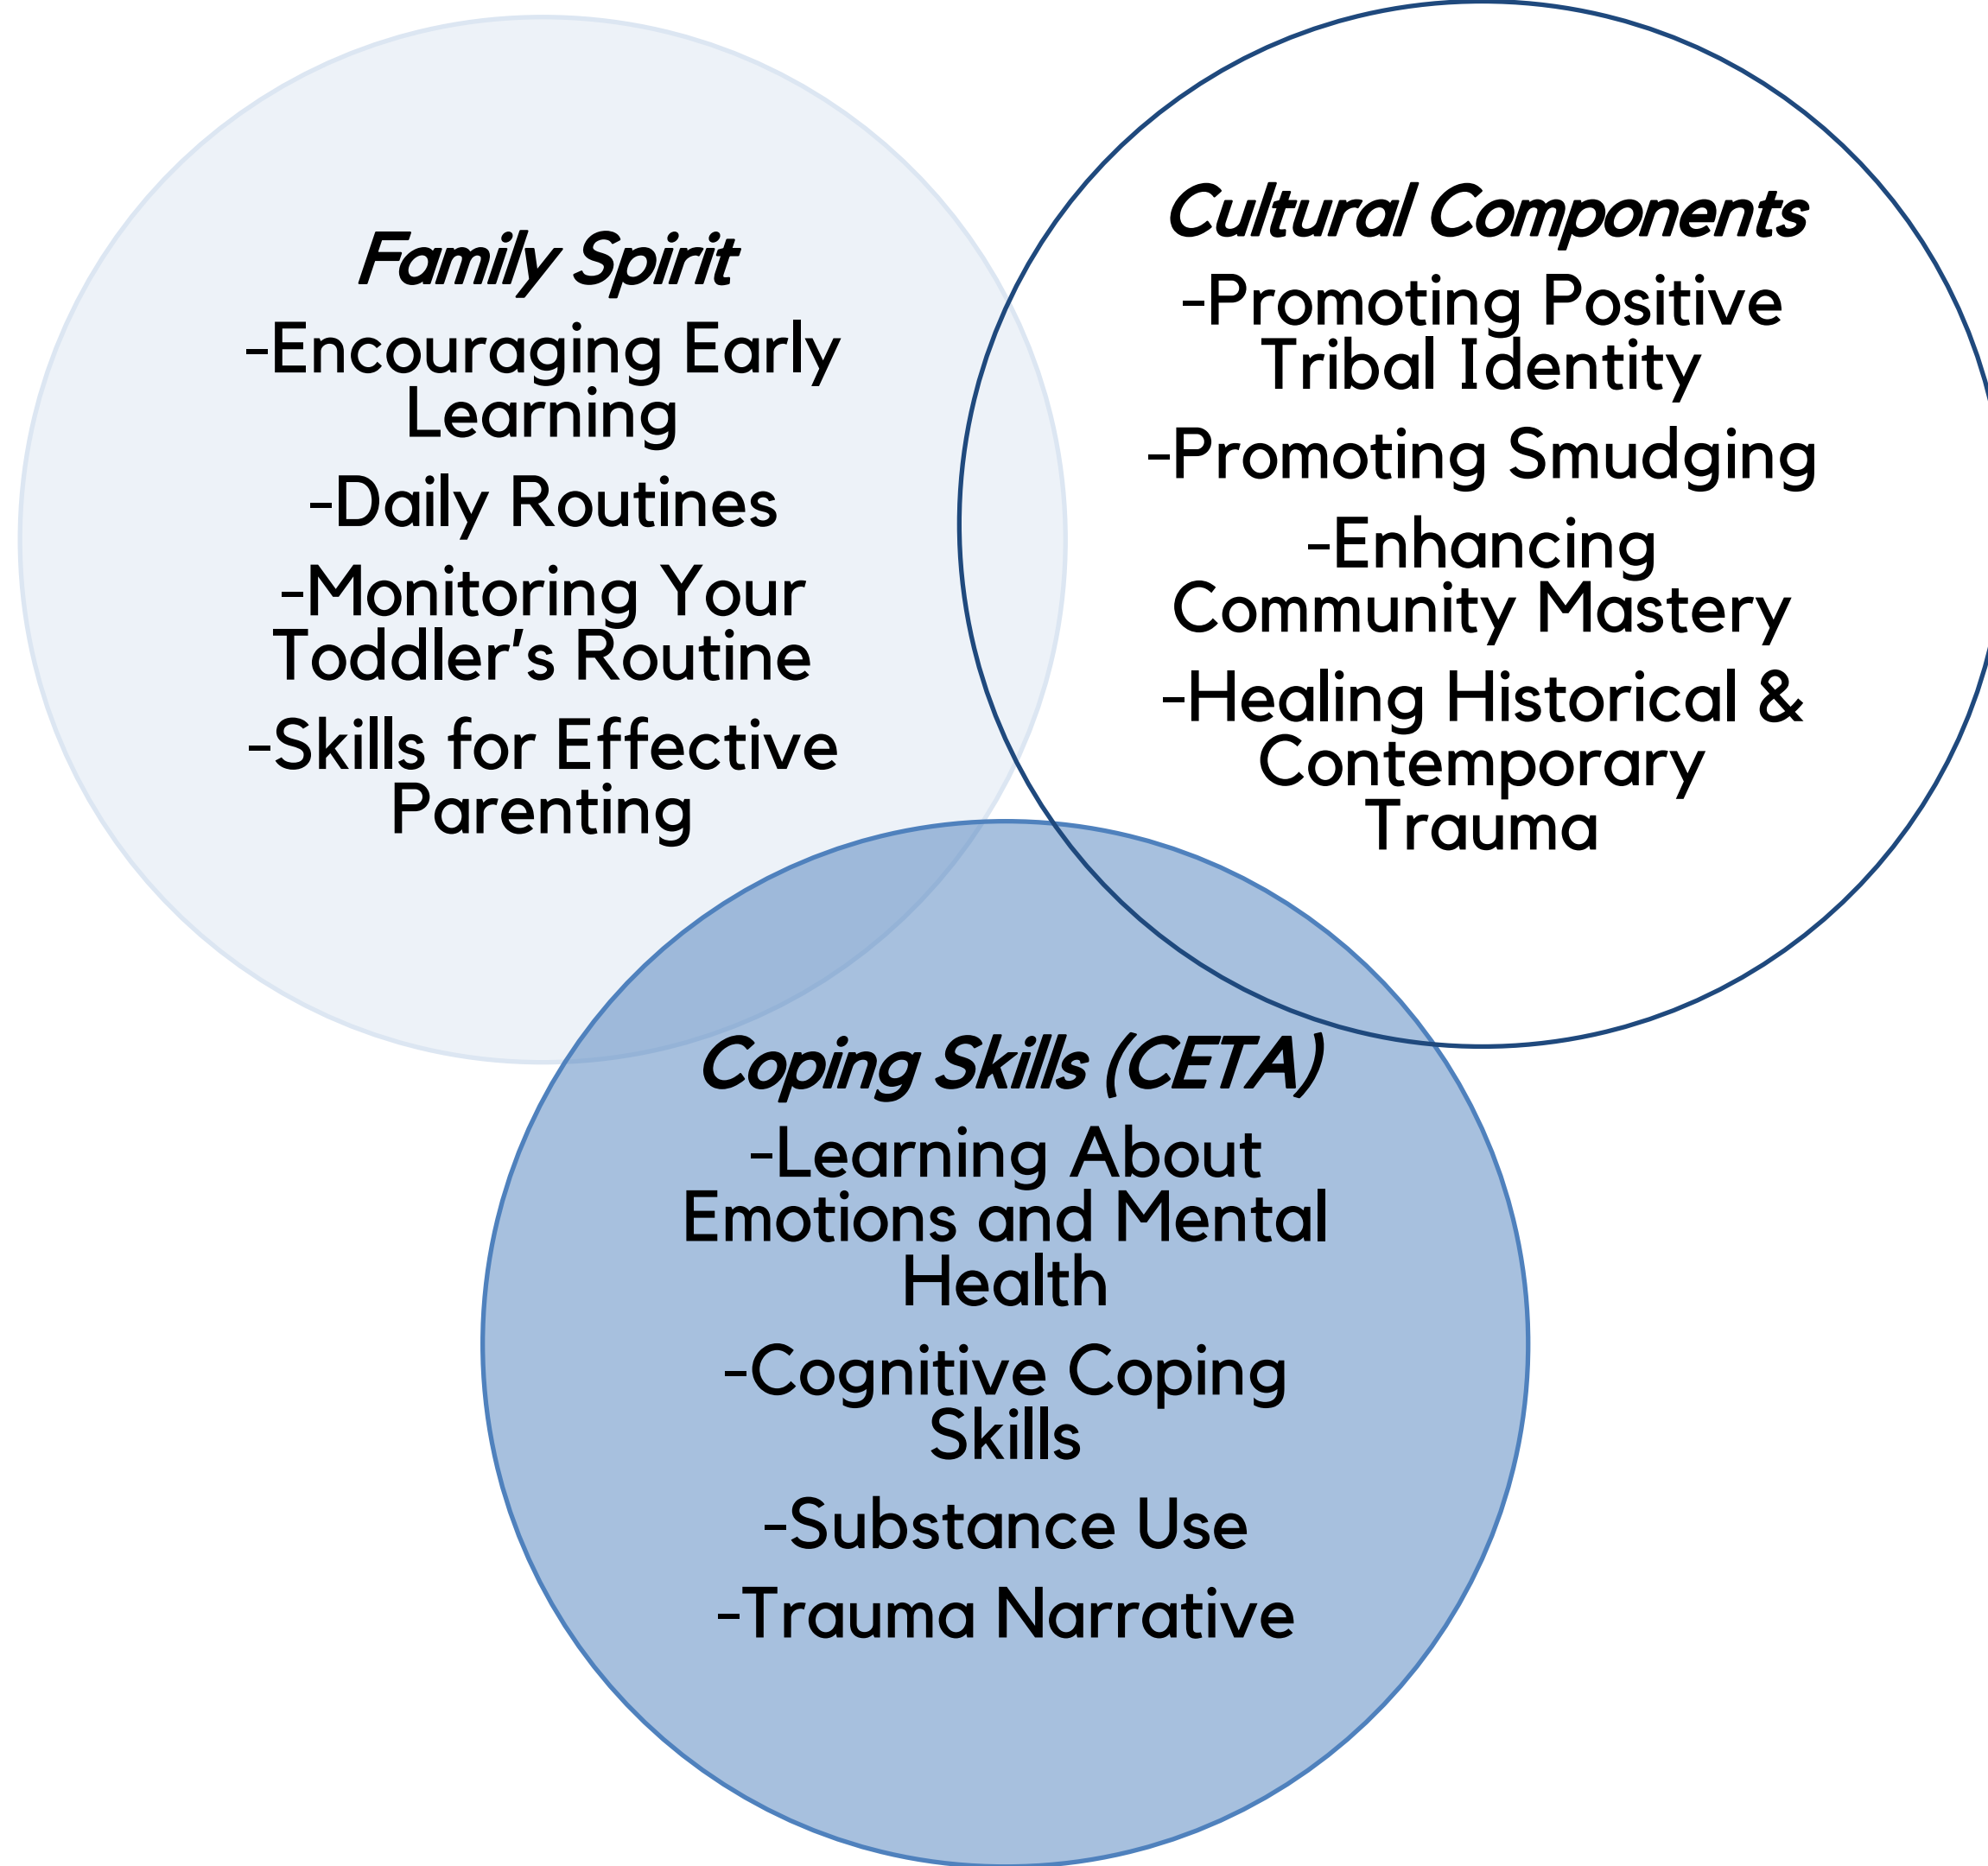 Family Spirit
-Encouraging Early
Learning
-Daily Routines
-Monitoring Your
Toddler's Routine
-Skills for Effective
Parenting
Cultural Components
-Promoting Positive
Tribal Identity
-Promoting Smudging
-Enhancing
Community Mastery
-Healing Historical &
Contemporary
Trauma
Coping Skills (CETA)
-Learning About
Emotions and Mental
Health
-Cognitive Coping
Skills
-Substance Use
-Trauma Narrative